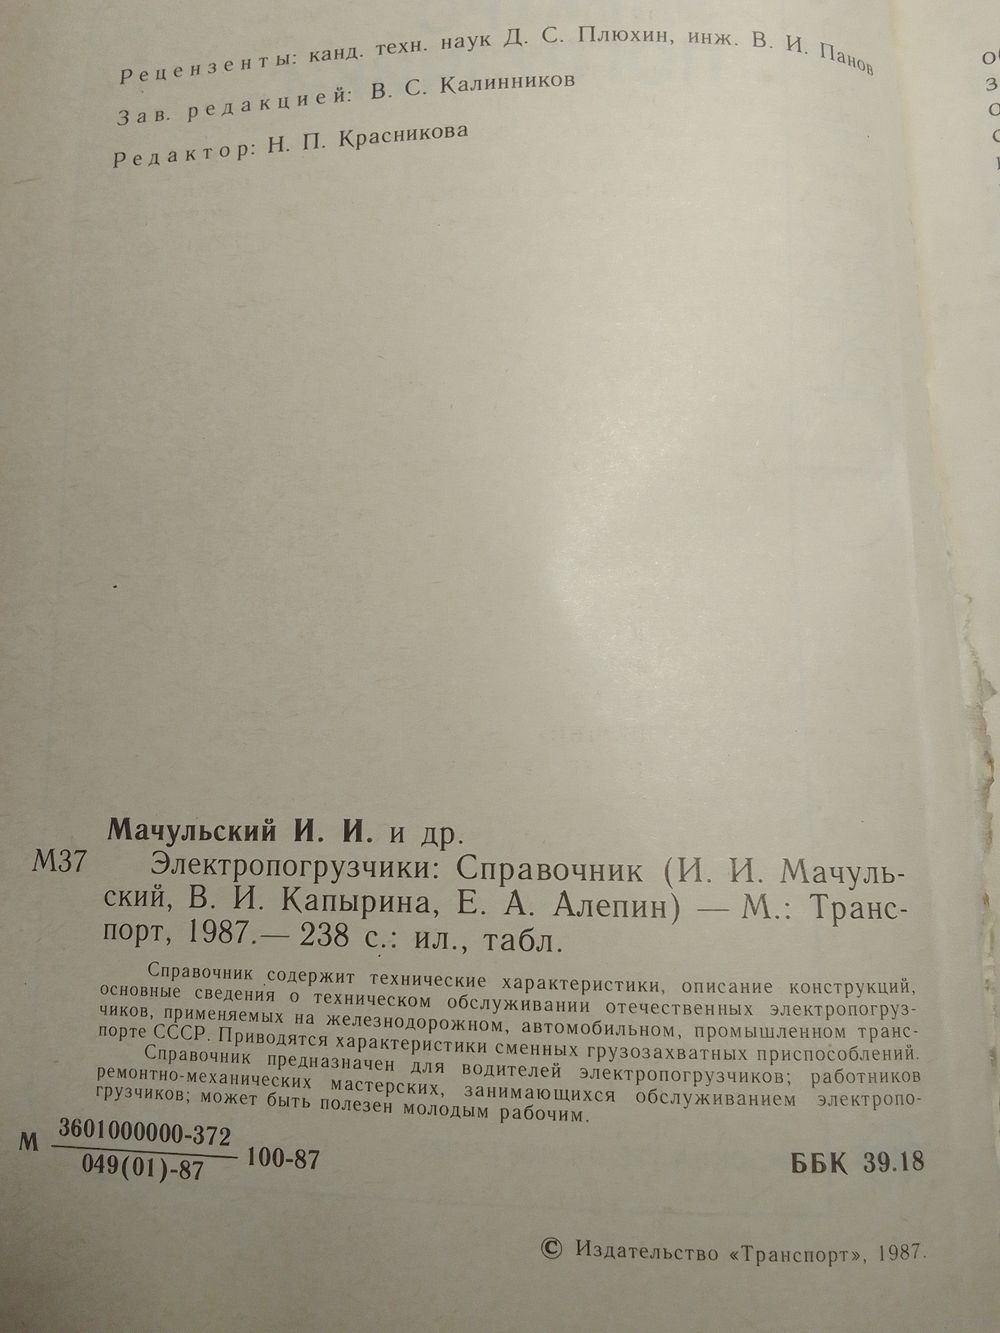 Рецензенты: канд. техн. наук Д. С. Плюхин, инж. В. И. Панов
Зав. редакцией: В. С. Калинников
Редактор: Н. П. Красникова
Мачульский И. И. и др.
М37 Электропогрузчики: Справочник (И. И. Мачуль-
ский, В. И. Капырина, Е. А. Алепин) — М.: Транс-
порт, 1987.— 238 с.: ил., табл.
Справочник содержит технические характеристики, описание конструкций,
основные сведения о техническом обслуживании отечественных электропогруз-
чиков, применяемых на железнодорожном, автомобильном, промышленном транс-
порте СССР. Приводятся характеристики сменных грузозахватных приспособлений.
Справочник предназначен для водителей электропогрузчиков; работников
ремонтно-механических мастерских, занимающихся обслуживанием электропо-
грузчиков; может быть полезен молодым рабочим.
М 3601000000-372
049(01)-87 100-87
ББК 39.18
© Издательство «Транспорт», 1987.